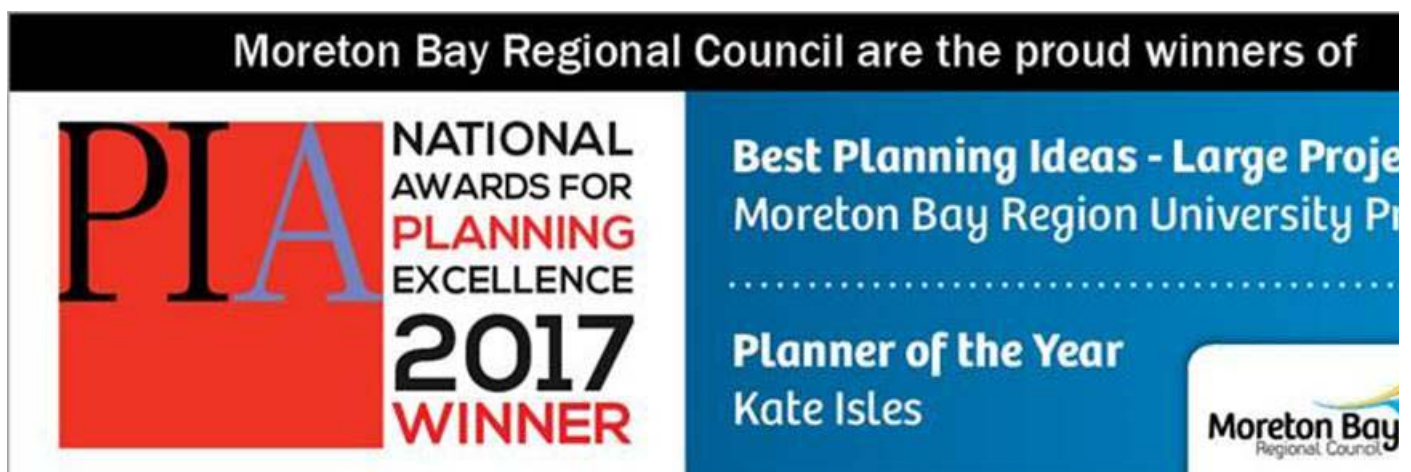 Moreton Bay Regional Council are the proud winners of
PIA
NATIONAL
AWARDS FOR
PLANNING
EXCELLENCE
2017
WINNER
Best Planning Ideas - Large Proje
Moreton Bay Region University Pr
Planner of the Year
Kate Isles
Moreton Bay
Regional Council